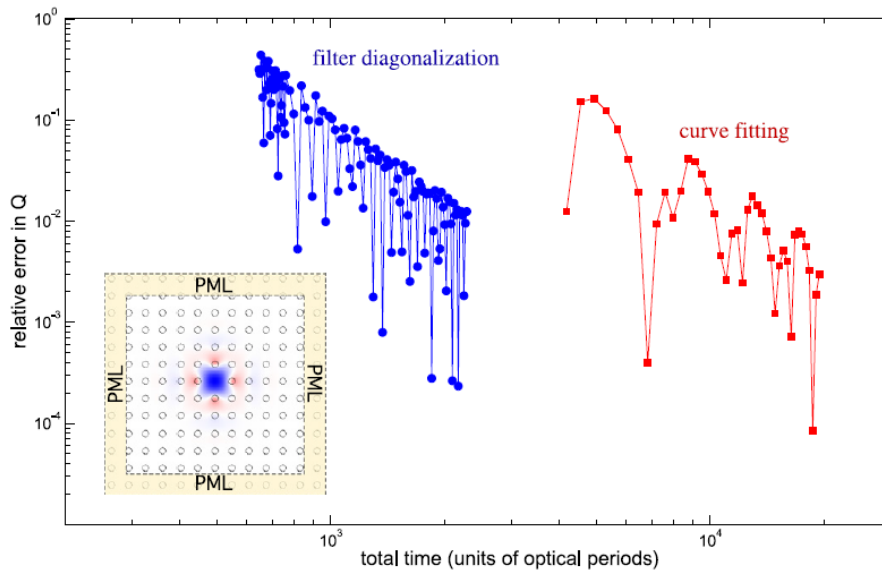 10^0
filter diagonalization
10^-1
curve fitting
relative error in Q
10^-2
PML
10^-3
PML
PML
10^-4
PML
10^3
10^4
total time (units of optical periods)